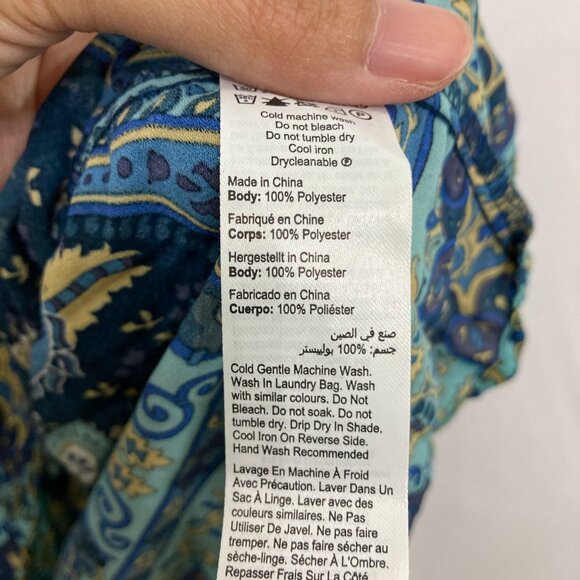 Cold machine wash
Do not bleach
Do not tumble dry
Cool iron
Drycleanable Ⓟ
Made in China
Body: 100% Polyester
Fabriqué en Chine
Corps: 100% Polyester
Hergestellt in China
Body: 100% Polyester
Fabricado en China
Cuerpo: 100% Poliéster
صنع في الصين
جسم: 100% بوليستر
Cold Gentle Machine Wash.
Wash In Laundry Bag. Wash
with similar colours. Do Not
Bleach. Do not soak. Do not
tumble dry. Drip Dry In Shade.
Cool Iron On Reverse Side.
Hand Wash Recommended
Lavage En Machine À Froid
Avec Précaution. Laver Dans Un
Sac À Linge. Laver avec des
couleurs similaires. Ne Pas
Utiliser De Javel. Ne pas faire
tremper. Ne pas faire sécher au
sèche-linge. Sécher À L'Ombre.
Repasser Frais Sur La Côté